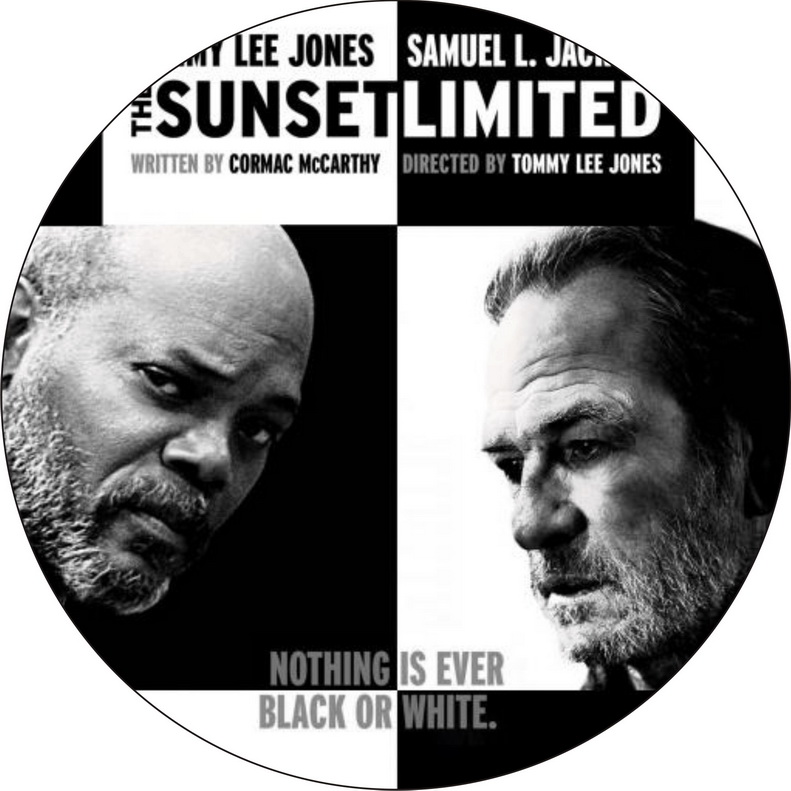 LEE JONES SAMUEL L.
THE SUNSET LIMITED
WRITTEN BY CORMAC McCARTHY DIRECTED BY TOMMY LEE JONES
NOTHING IS EVER
BLACK OR WHITE.